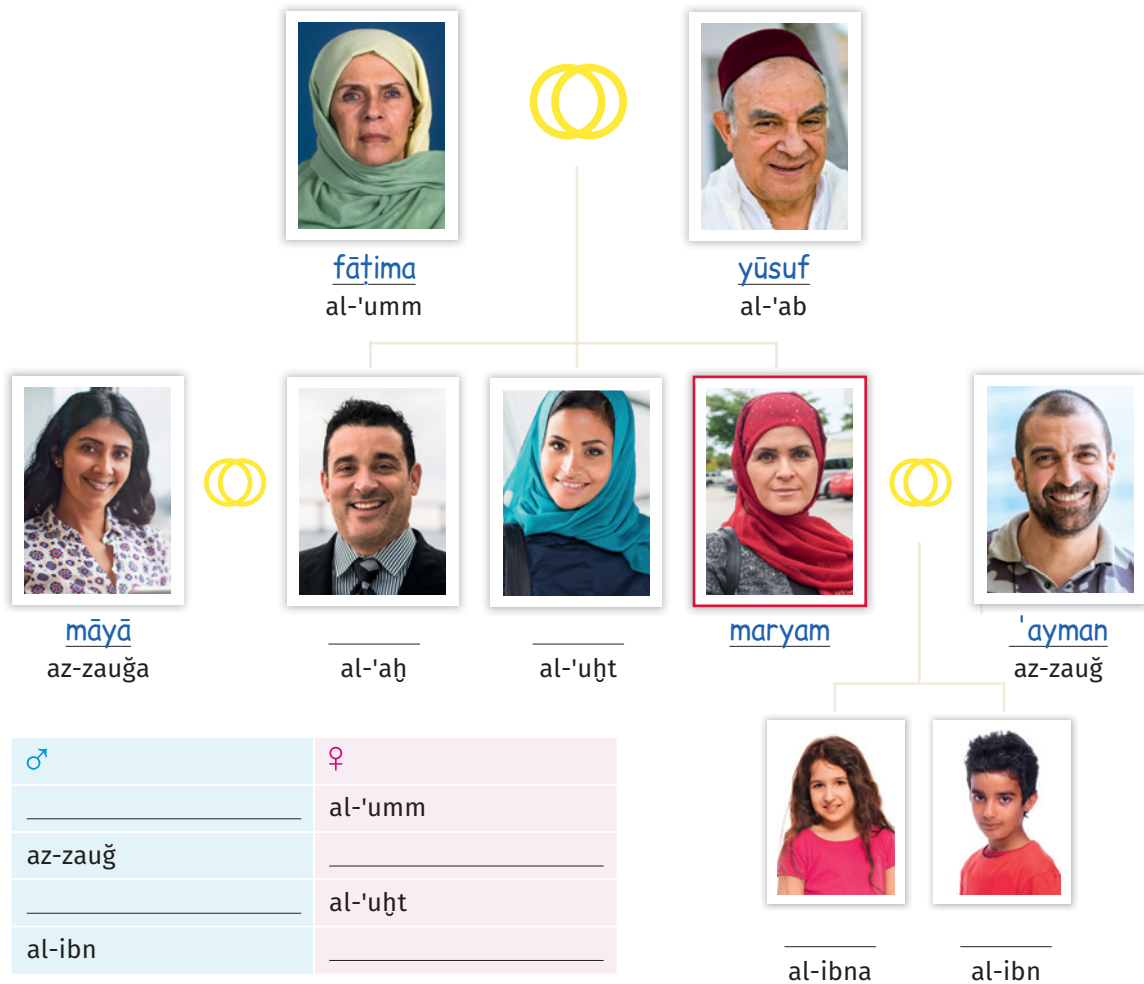 fāṭima
al-'umm
yūsuf
al-'ab
māyā
az-zauğa
al-'aḫ
al-'uḫt
maryam
'ayman
az-zauğ
♂ ♀
al-'umm
az-zauğ
al-'uḫt
al-ibn
al-ibna
al-ibn